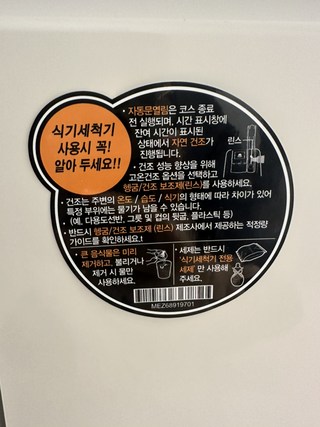 식기세척기
사용시 꼭!
알아 두세요!!
· 자동문열림은 코스 종료
전 실행되며, 시간 표시창에
잔여 시간이 표시된
상태에서 자연 건조가
진행됩니다.
린스
· 건조 성능 향상을 위해
고온건조 옵션을 선택하고
헹굼/건조 보조제(린스)를 사용하세요.
· 건조는 주변의 온도 / 습도 / 식기의 형태에 따라 차이가 있어
특정 부위에는 물기가 남을 수 있습니다.
(예, 다용도선반, 그릇 및 컵의 뒷굽, 플라스틱 등)
· 반드시 헹굼/건조 보조제 (린스) 제조사에서 제공하는 적정량
가이드를 확인하세요.!
· 큰 음식물은 미리
제거하고, 불리거나
제거 시 물만
사용하세요.
· 세제는 반드시
'식기세척기 전용
세제' 만 사용해
주세요.
MEZ68919701